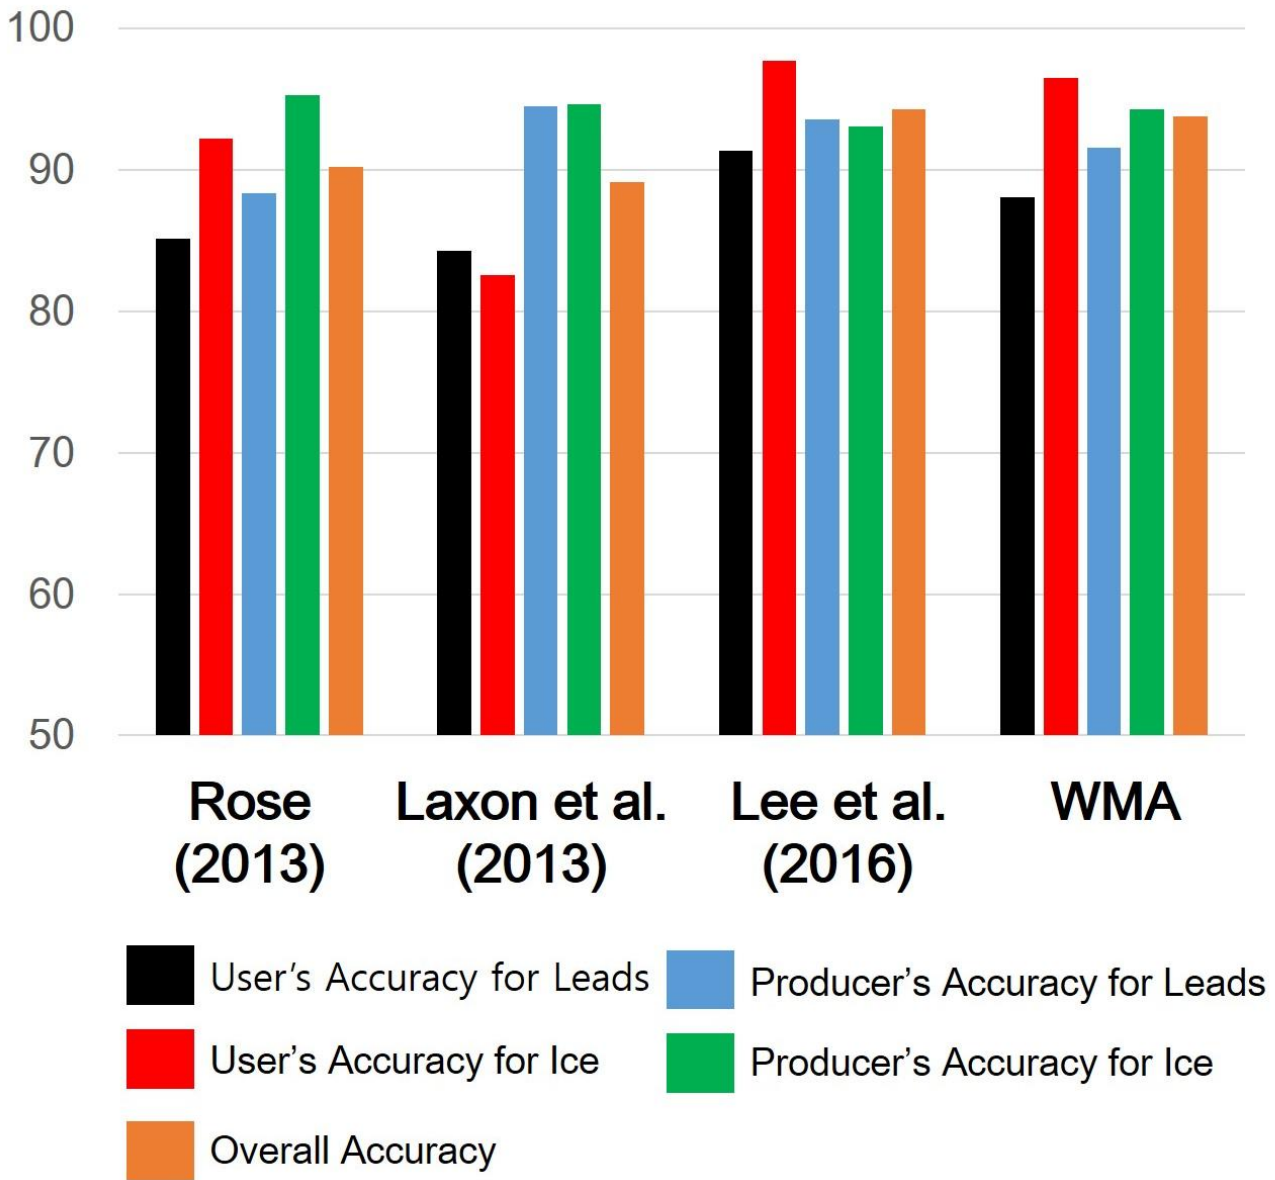 100
90
80
70
60
50
Rose
(2013)
Laxon et al.
(2013)
Lee et al.
(2016)
WMA
User’s Accuracy for Leads
Producer’s Accuracy for Leads
User’s Accuracy for Ice
Producer’s Accuracy for Ice
Overall Accuracy